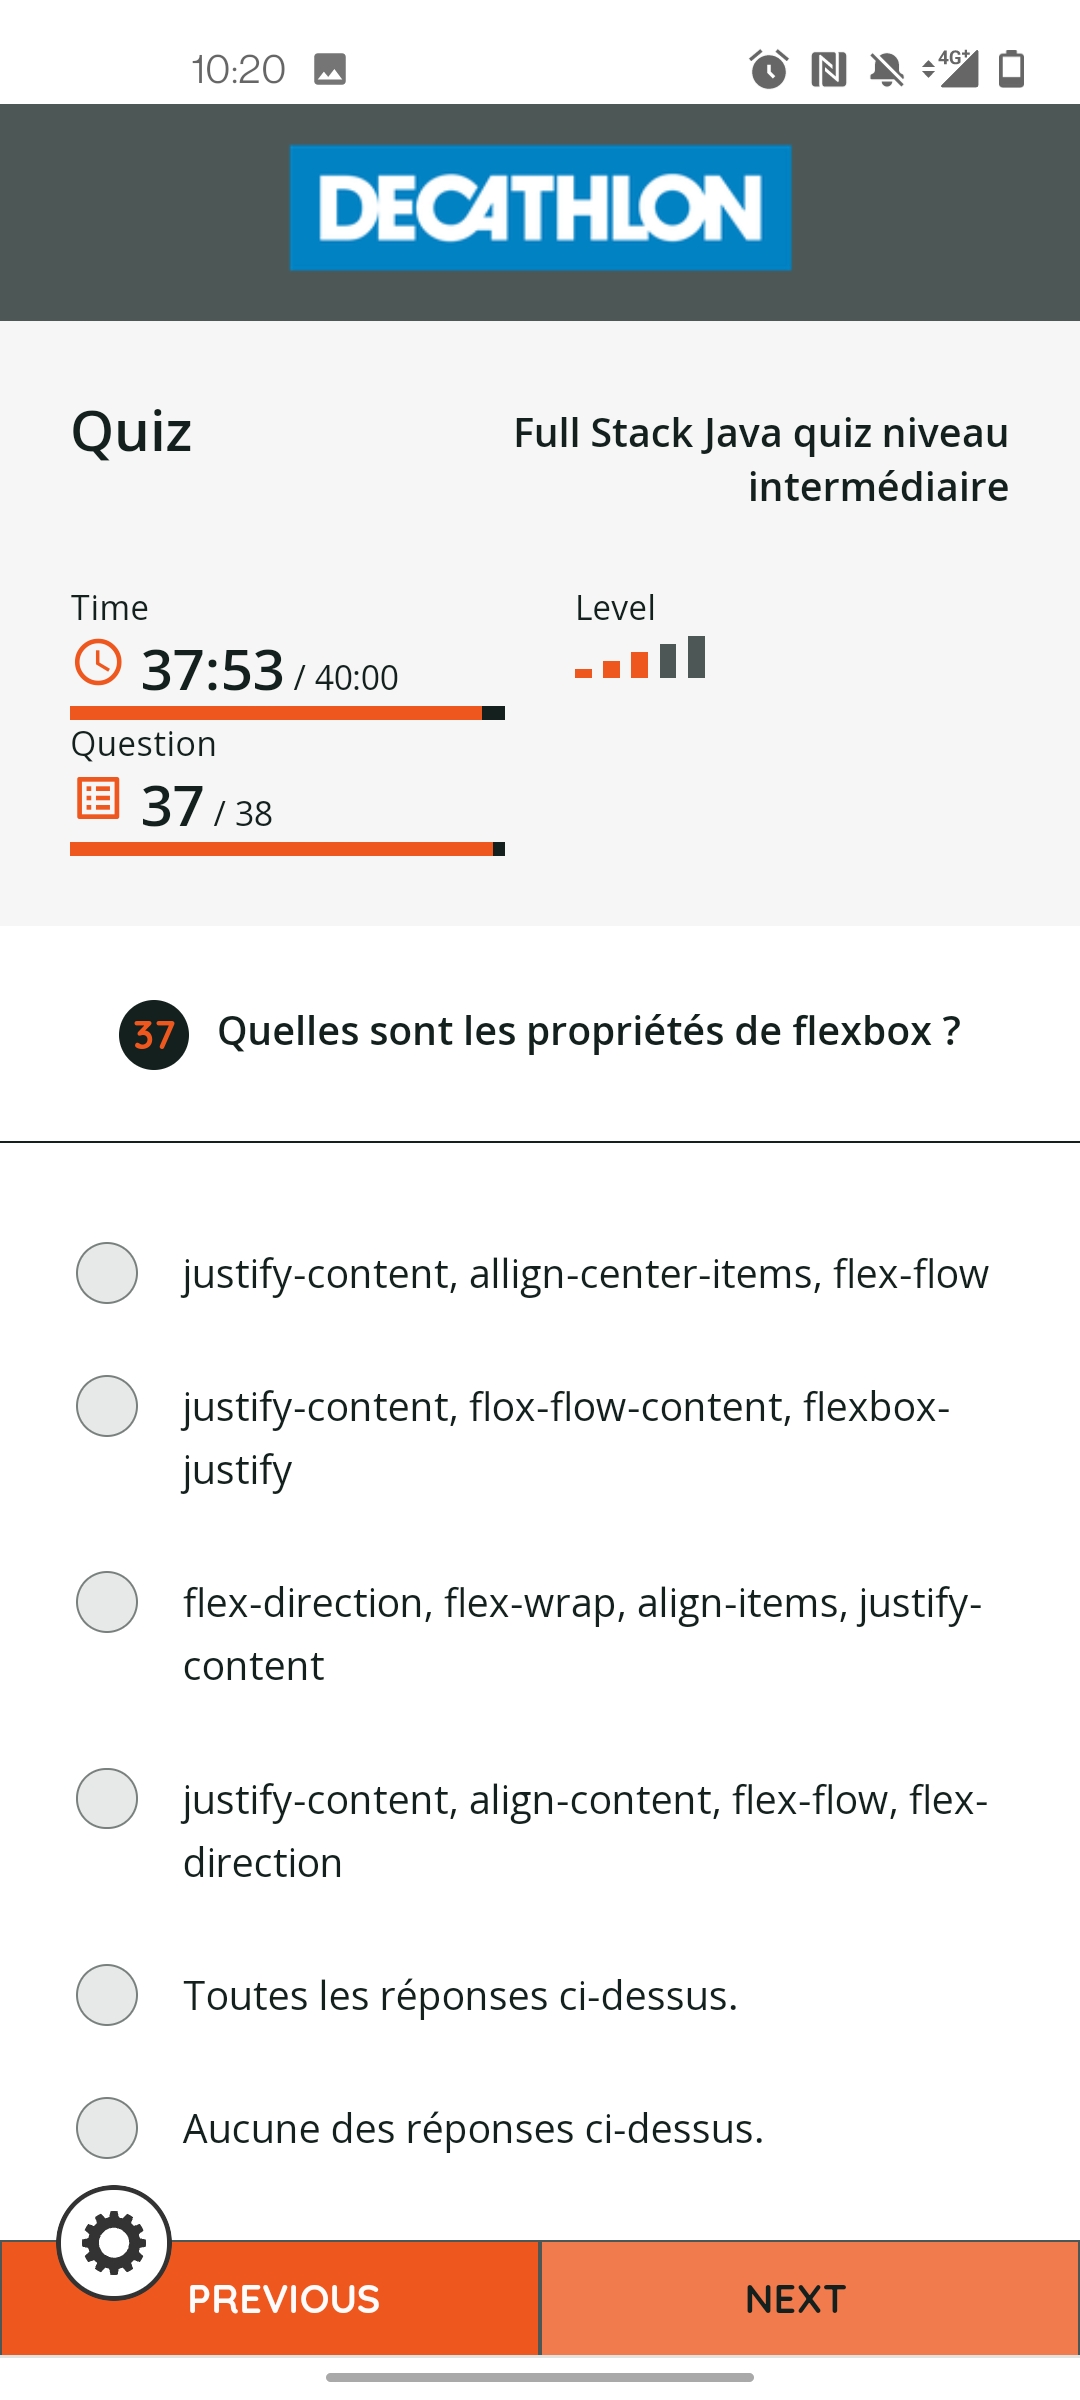 10:20
4G+
DECATHLON
Quiz
Full Stack Java quiz niveau
intermédiaire
Time
Level
37:53 / 40:00
Question
37 / 38
37 Quelles sont les propriétés de flexbox ?
justify-content, allign-center-items, flex-flow
justify-content, flox-flow-content, flexbox-
justify
flex-direction, flex-wrap, align-items, justify-
content
justify-content, align-content, flex-flow, flex-
direction
Toutes les réponses ci-dessus.
Aucune des réponses ci-dessus.
PREVIOUS
NEXT